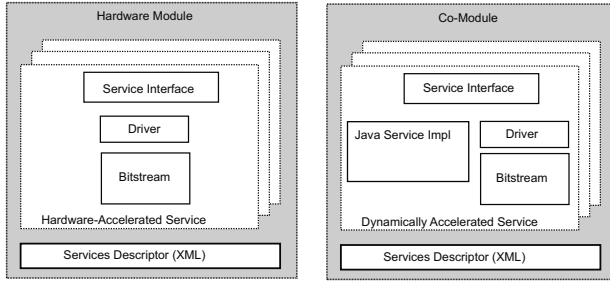 Hardware Module
Service Interface
Driver
Bitstream
Hardware-Accelerated Service
Services Descriptor (XML)
Co-Module
Service Interface
Java Service Impl
Driver
Bitstream
Dynamically Accelerated Service
Services Descriptor (XML)